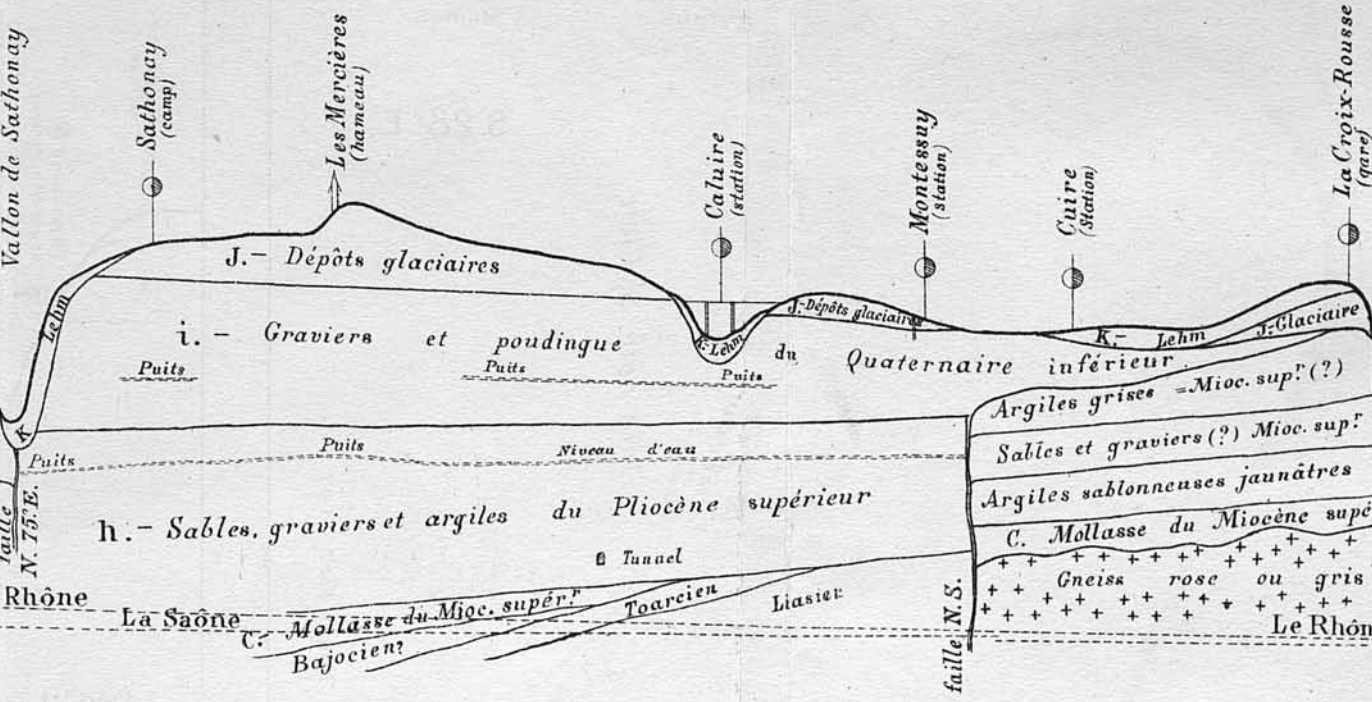 Vallon de Sathonay
Sathonay
(camp)
Les Mercières
(hameau)
Caluire
(station)
Montessuy
(station)
Cuire
(Station)
La Croix-Rousse
(gare)
Lehm
J.- Dépôts glaciaires
J.- Dépôts glaciaires
K.- Lehm
K.- Lehm
J.- Glaciaire
i. - Graviers et poudingue du Quaternaire inférieur
Puits
Puits
Puits
Argiles grises = Mioc. sup.r (?)
Sables et graviers (?) Mioc. sup.r
Argiles sablonneuses jaunâtres
C. Mollasse du Miocène supé
Gneiss rose ou gris
K
Puits
Puits
Niveau d'eau
faille
N. 75°E.
h. - Sables, graviers et argiles du Pliocène supérieur
Tunnel
Rhône
La Saône
C.- Mollasse du Mioc. supér.r
Bajocien?
Toarcien
Liasien
faille N.S.
Le Rhôn